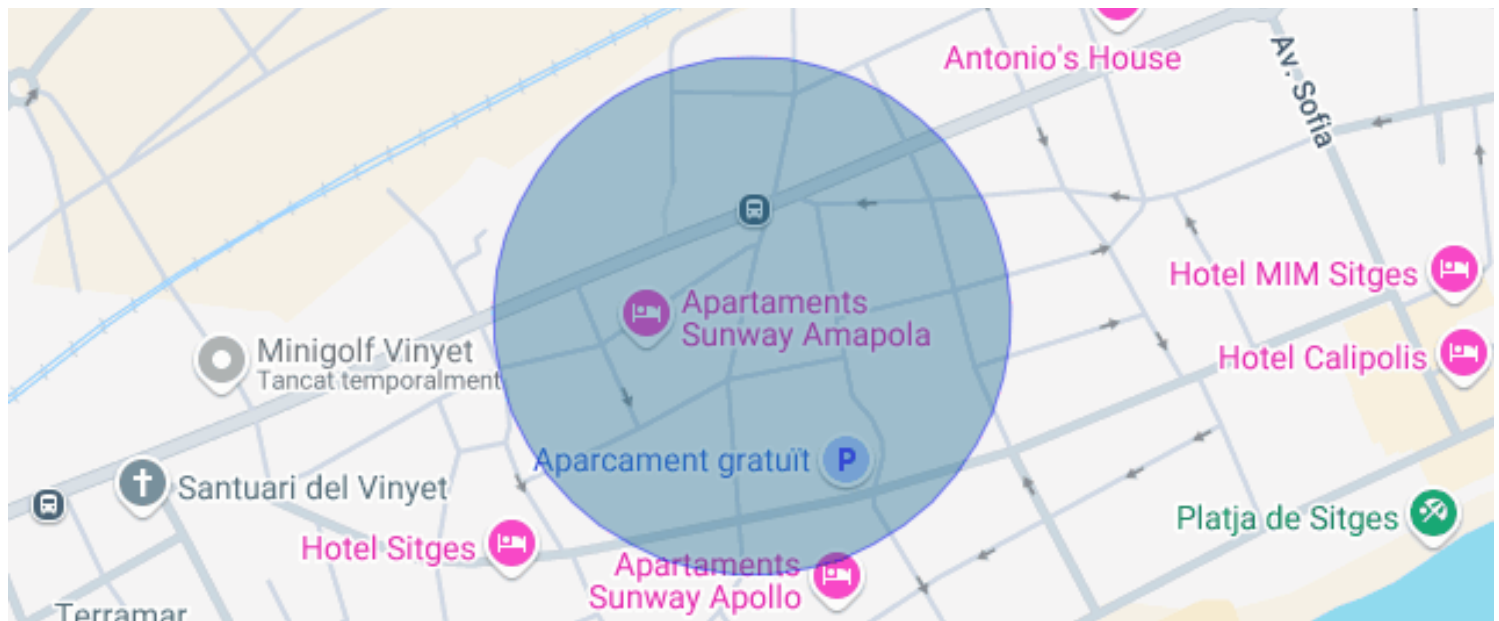 Antonio's House
Av. Sofia
Hotel MIM Sitges
Apartaments
Sunway Amapola
Minigolf Vinyet
Tancat temporalment
Hotel Calipolis
Aparcament gratuït
P
Santuari del Vinyet
Platja de Sitges
Hotel Sitges
Apartaments
Sunway Apollo
Terramar